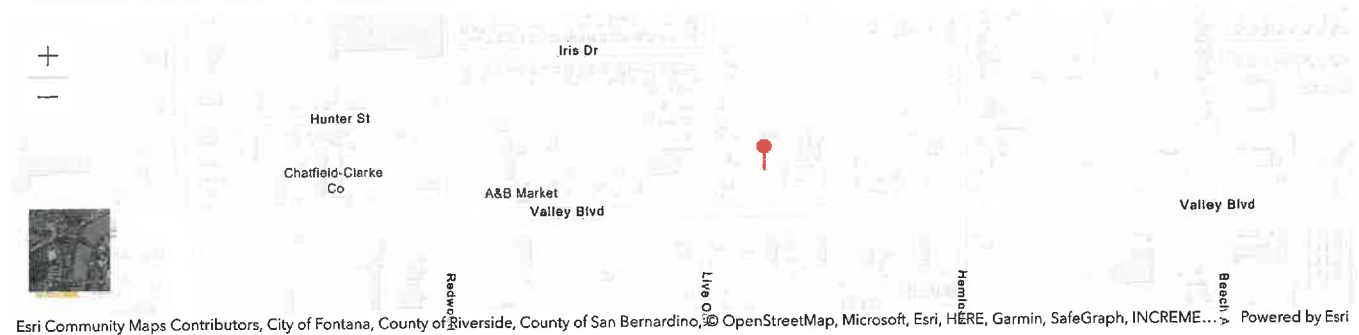 +
Iris Dr
−
Hunter St
Chatfield-Clarke
Co
A&B Market
Valley Blvd
Valley Blvd
Redwo
Live O
Hemloc
Beech A
Esri Community Maps Contributors, City of Fontana, County of Riverside, County of San Bernardino, © OpenStreetMap, Microsoft, Esri, HERE, Garmin, SafeGraph, INCREME... Powered by Esri